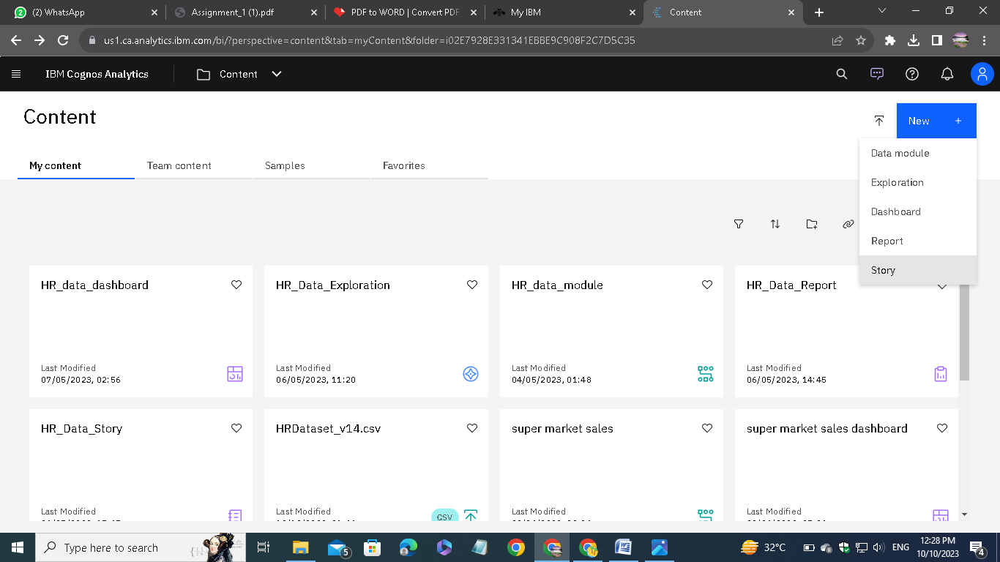 (2) WhatsApp
Assignment_1 (1).pdf
PDF to WORD | Convert PDF
My IBM
Content
us1.ca.analytics.ibm.com/bi/?perspective=content&tab=myContent&folder=i02E7928E331341EBBE9C908F2C7D5C35
IBM Cognos Analytics
Content
Content
New +
Data module
Exploration
Dashboard
Report
Story
My content
Team content
Samples
Favorites
HR_data_dashboard
Last Modified
07/05/2023, 02:56
HR_Data_Exploration
Last Modified
06/05/2023, 11:20
HR_data_module
Last Modified
04/05/2023, 01:48
HR_Data_Report
Last Modified
06/05/2023, 14:45
HR_Data_Story
Last Modified
HRDataset_v14.csv
Last Modified
CSV
super market sales
Last Modified
super market sales dashboard
Last Modified
Type here to search
5
32°C
ENG
12:28 PM
10/10/2023
4